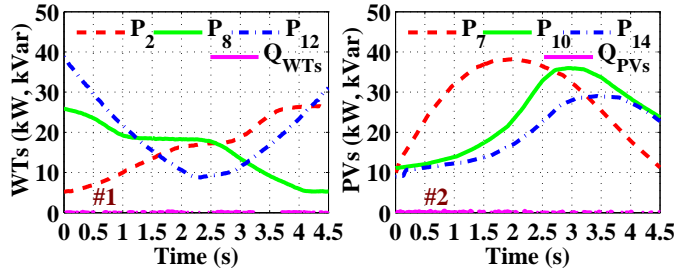 50
P2 P8 P12
40
QWTs
30
20
10
0
#1
0 0.5 1 1.5 2 2.5 3 3.5 4 4.5
Time (s)
WTs (kW, kVar)
50
P7 P10 P14
40
QPVs
30
20
10
0
#2
0 0.5 1 1.5 2 2.5 3 3.5 4 4.5
Time (s)
PVs (kW, kVar)